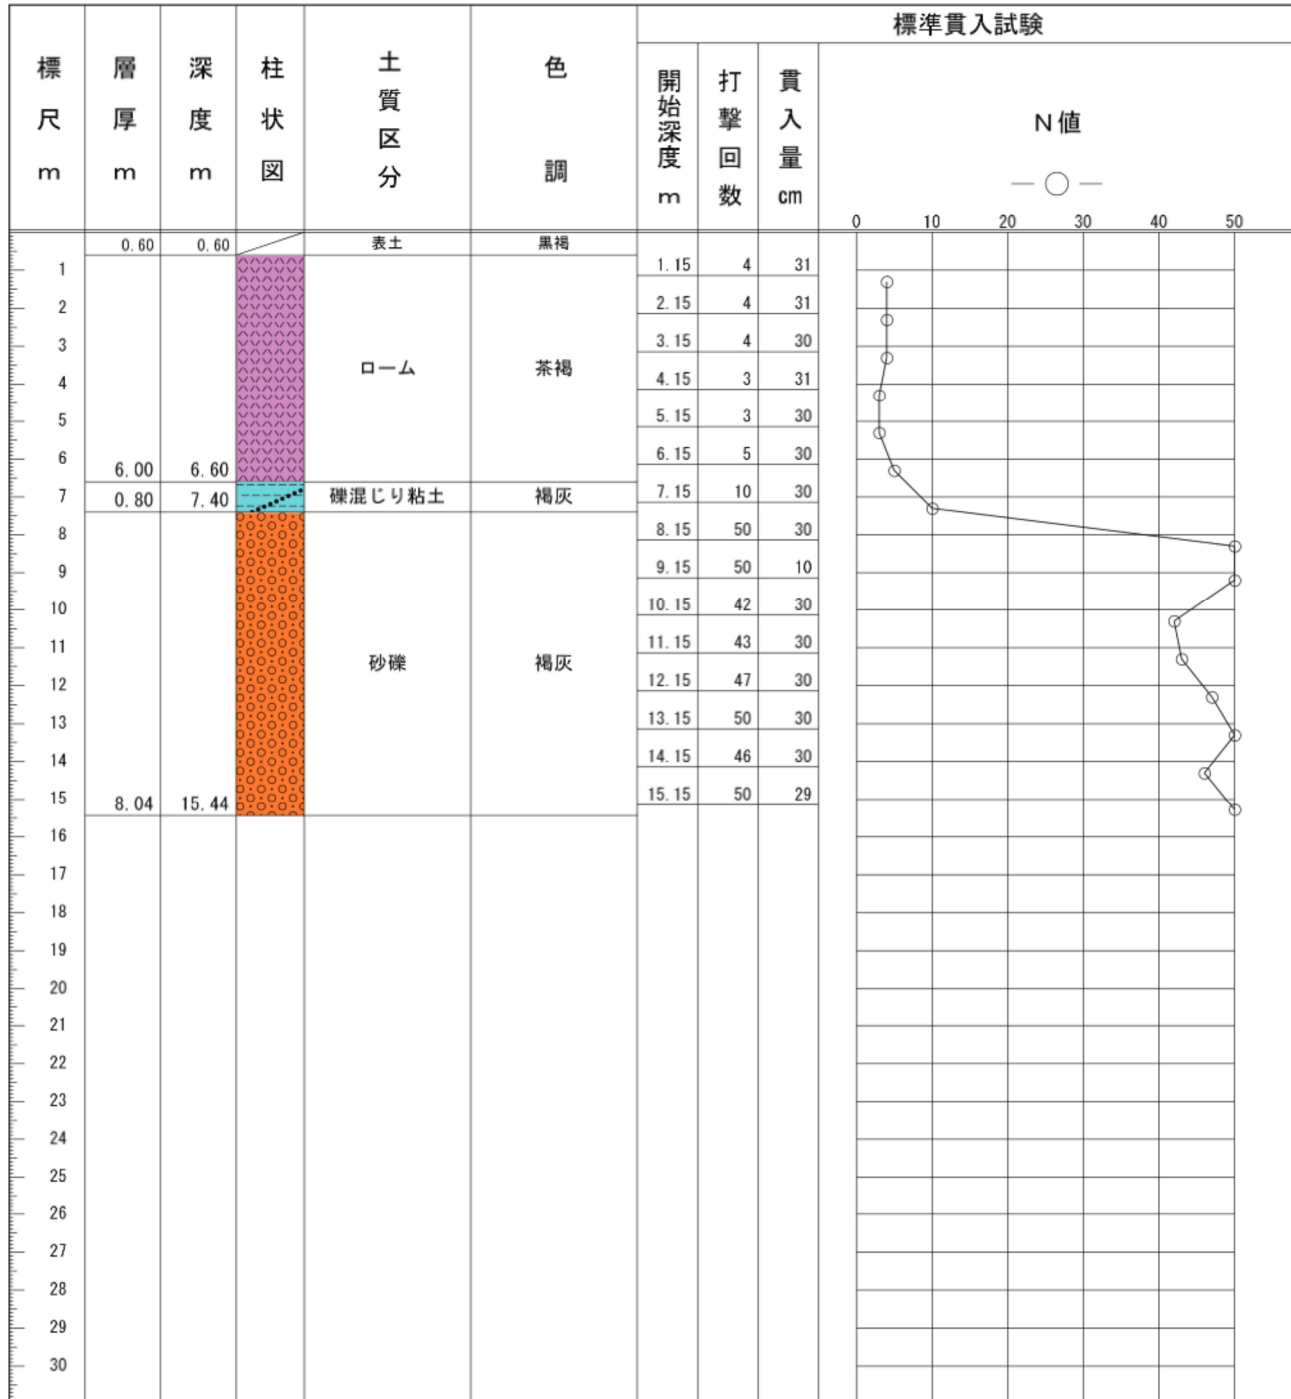 標準貫入試験
標尺 m
層厚 m
深度 m
柱状図
土質区分
色調
開始深度 m
打撃回数
貫入量 cm
N値
0 10 20 30 40 50
0.60 0.60 表土 黒褐
1 1.15 4 31
2 2.15 4 31
3 3.15 4 30
ローム 茶褐
4 4.15 3 31
5 5.15 3 30
6 6.15 5 30
6.00 6.60
7 7.15 10 30
0.80 7.40 礫混じり粘土 褐灰
8 8.15 50 30
9 9.15 50 10
10 10.15 42 30
11 11.15 43 30
砂礫 褐灰
12 12.15 47 30
13 13.15 50 30
14 14.15 46 30
15 15.15 50 29
8.04 15.44
16
17
18
19
20
21
22
23
24
25
26
27
28
29
30